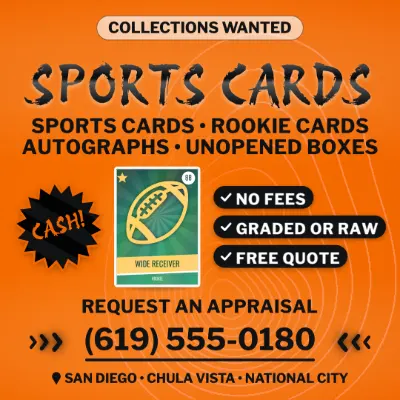 COLLECTIONS WANTED
SPORTS CARDS
SPORTS CARDS • ROOKIE CARDS
AUTOGRAPHS • UNOPENED BOXES
CASH!
88
WIDE RECEIVER
NO FEES
GRADED OR RAW
FREE QUOTE
REQUEST AN APPRAISAL
(619) 555-0180
SAN DIEGO • CHULA VISTA • NATIONAL CITY